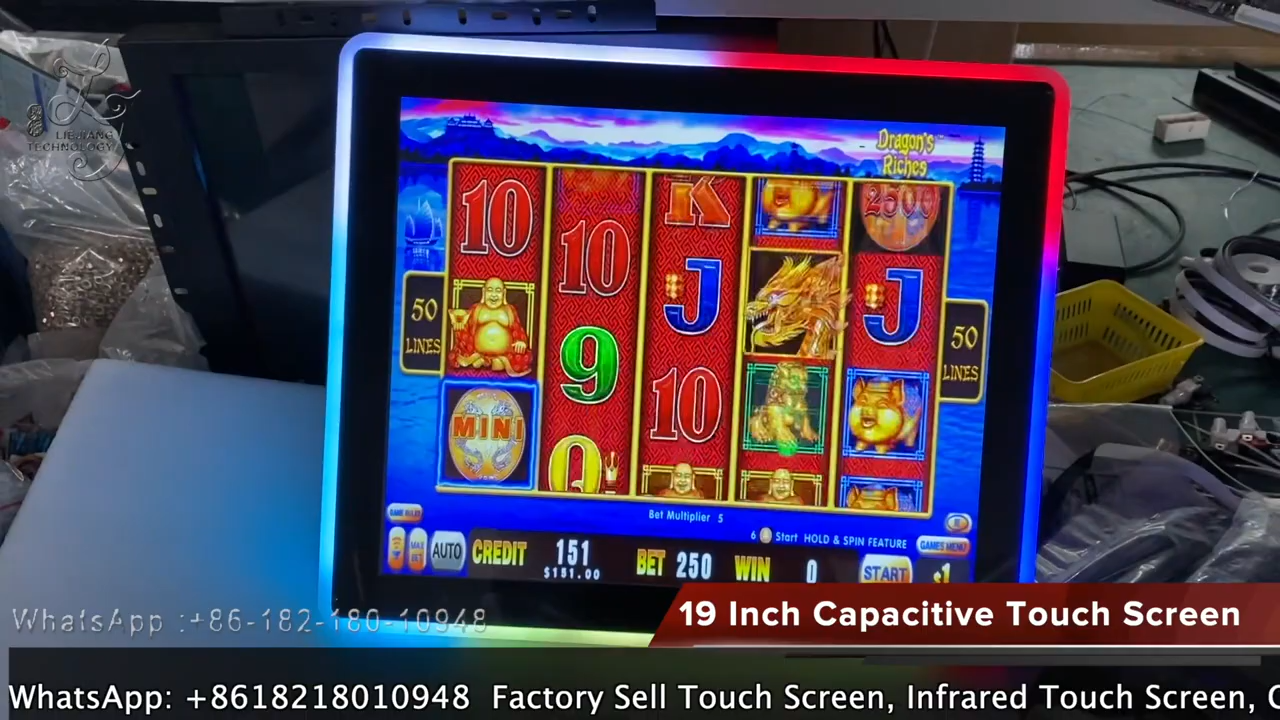 LIEJIANG
TECHNOLOGY
Dragon's
Riches
10
10
K
2500
J
J
50
LINES
50
LINES
9
MINI
10
Q
Bet Multiplier 5
6 Start HOLD & SPIN FEATURE
GAME RULES
GAMES MENU
MAX
BET
AUTO
CREDIT
151
$151.00
BET 250
WIN
0
START
$1
WhatsApp :+86-182-180-10948
19 Inch Capacitive Touch Screen
WhatsApp: +8618218010948 Factory Sell Touch Screen, Infrared Touch Screen,